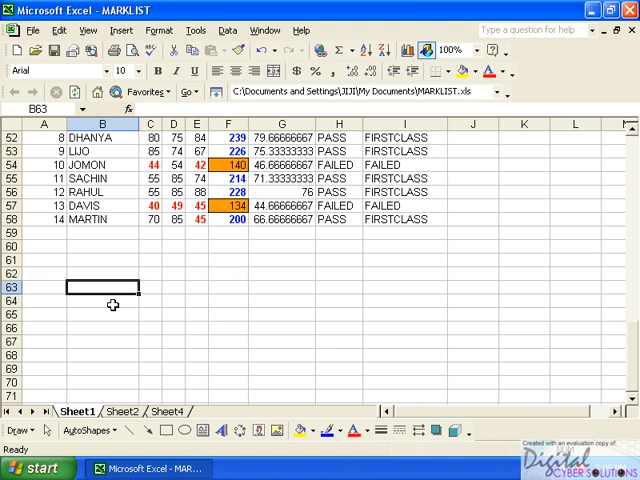 Microsoft Excel - MARKLIST
File Edit View Insert Format Tools Data Window Help Type a question for help
100%
Arial 10 B I U
Go C:\Documents and Settings\JIJI\My Documents\MARKLIST.xls
B63 fx
A B C D E F G H I J K L
52 8 DHANYA 80 75 84 239 79.66666667 PASS FIRSTCLASS
53 9 LIJO 85 74 67 226 75.33333333 PASS FIRSTCLASS
54 10 JOMON 44 54 42 140 46.66666667 FAILED FAILED
55 11 SACHIN 55 85 74 214 71.33333333 PASS FIRSTCLASS
56 12 RAHUL 55 85 88 228 76 PASS FIRSTCLASS
57 13 DAVIS 40 49 45 134 44.66666667 FAILED FAILED
58 14 MARTIN 70 85 45 200 66.66666667 PASS FIRSTCLASS
59
60
61
62
63
64
65
66
67
68
69
70
71
Sheet1 Sheet2 Sheet4
Draw AutoShapes
Ready
Created with an evaluation copy of
Digital
CYBER SOLUTIONS
start Microsoft Excel - MAR...